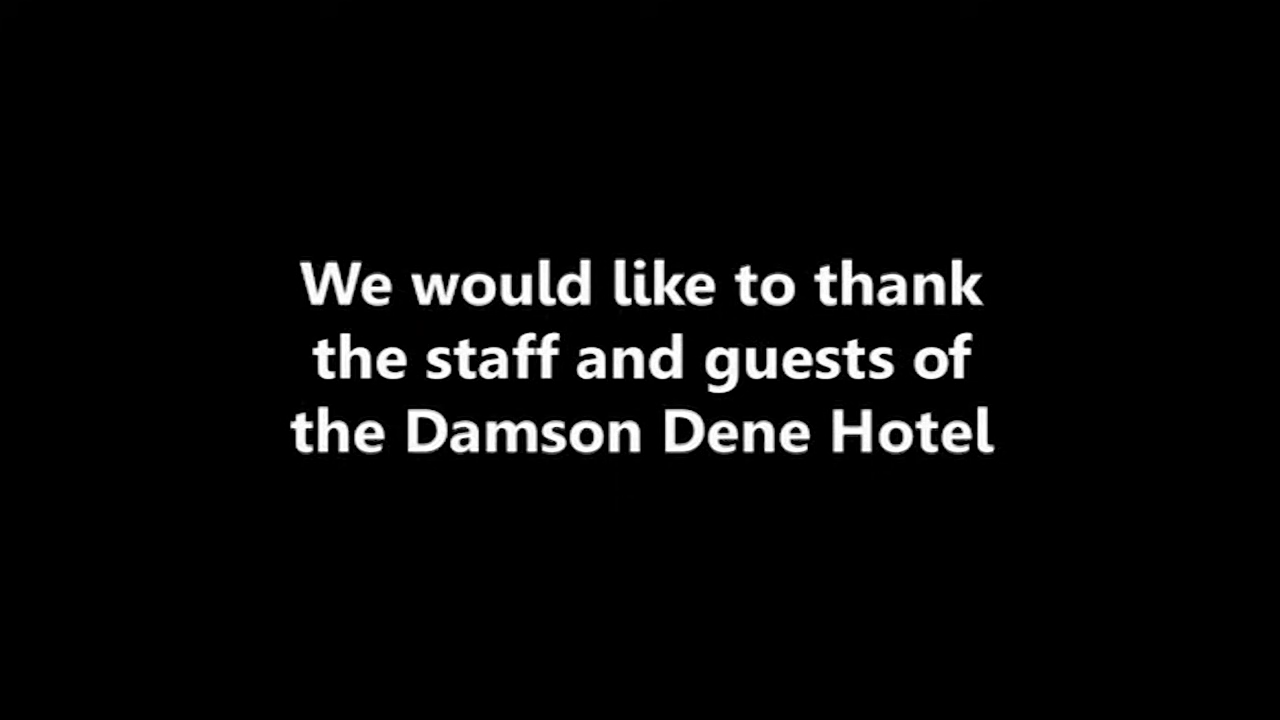 We would like to thank
the staff and guests of
the Damson Dene Hotel